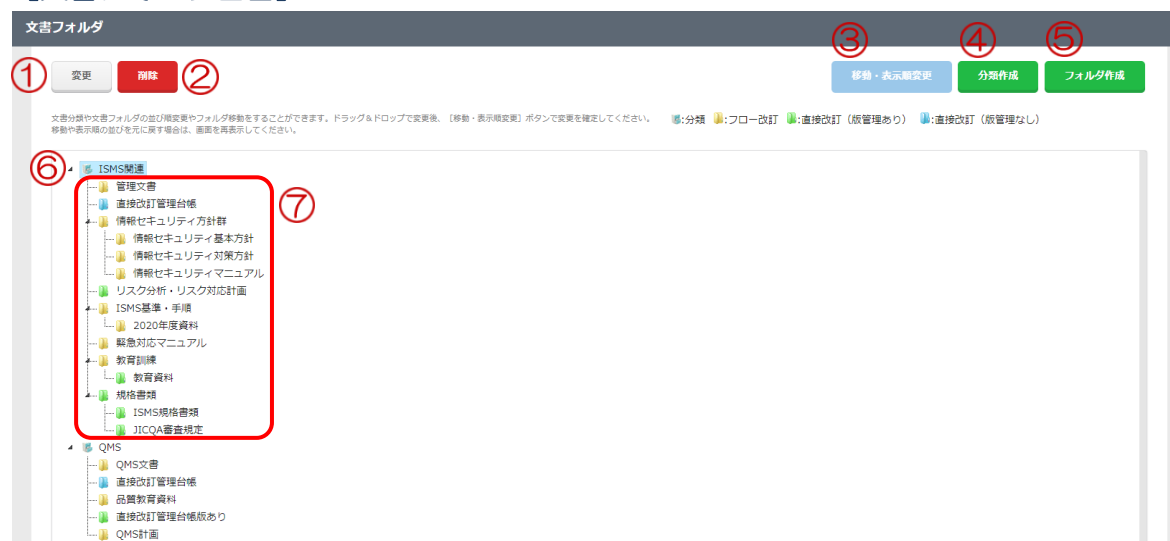 文書フォルダ
① 変更 削除 ② ③ 移動・表示順変更 ④ 分類作成 ⑤ フォルダ作成
文書分類や文書フォルダの並び順変更やフォルダ移動をすることができます。ドラッグ＆ドロップで変更後、［移動・表示順変更］ボタンで変更を確定してください。
移動や表示順の並びを元に戻す場合は、画面を再表示してください。
:分類 :フロー改訂 :直接改訂（版管理あり） :直接改訂（版管理なし）
⑥ ISMS関連
⑦
管理文書
直接改訂管理台帳
情報セキュリティ方針群
情報セキュリティ基本方針
情報セキュリティ対策方針
情報セキュリティマニュアル
リスク分析・リスク対応計画
ISMS基準・手順
2020年度資料
緊急対応マニュアル
教育訓練
教育資料
規格書類
ISMS規格書類
JICQA審査規定
QMS
QMS文書
直接改訂管理台帳
品質教育資料
直接改訂管理台帳版あり
QMS計画